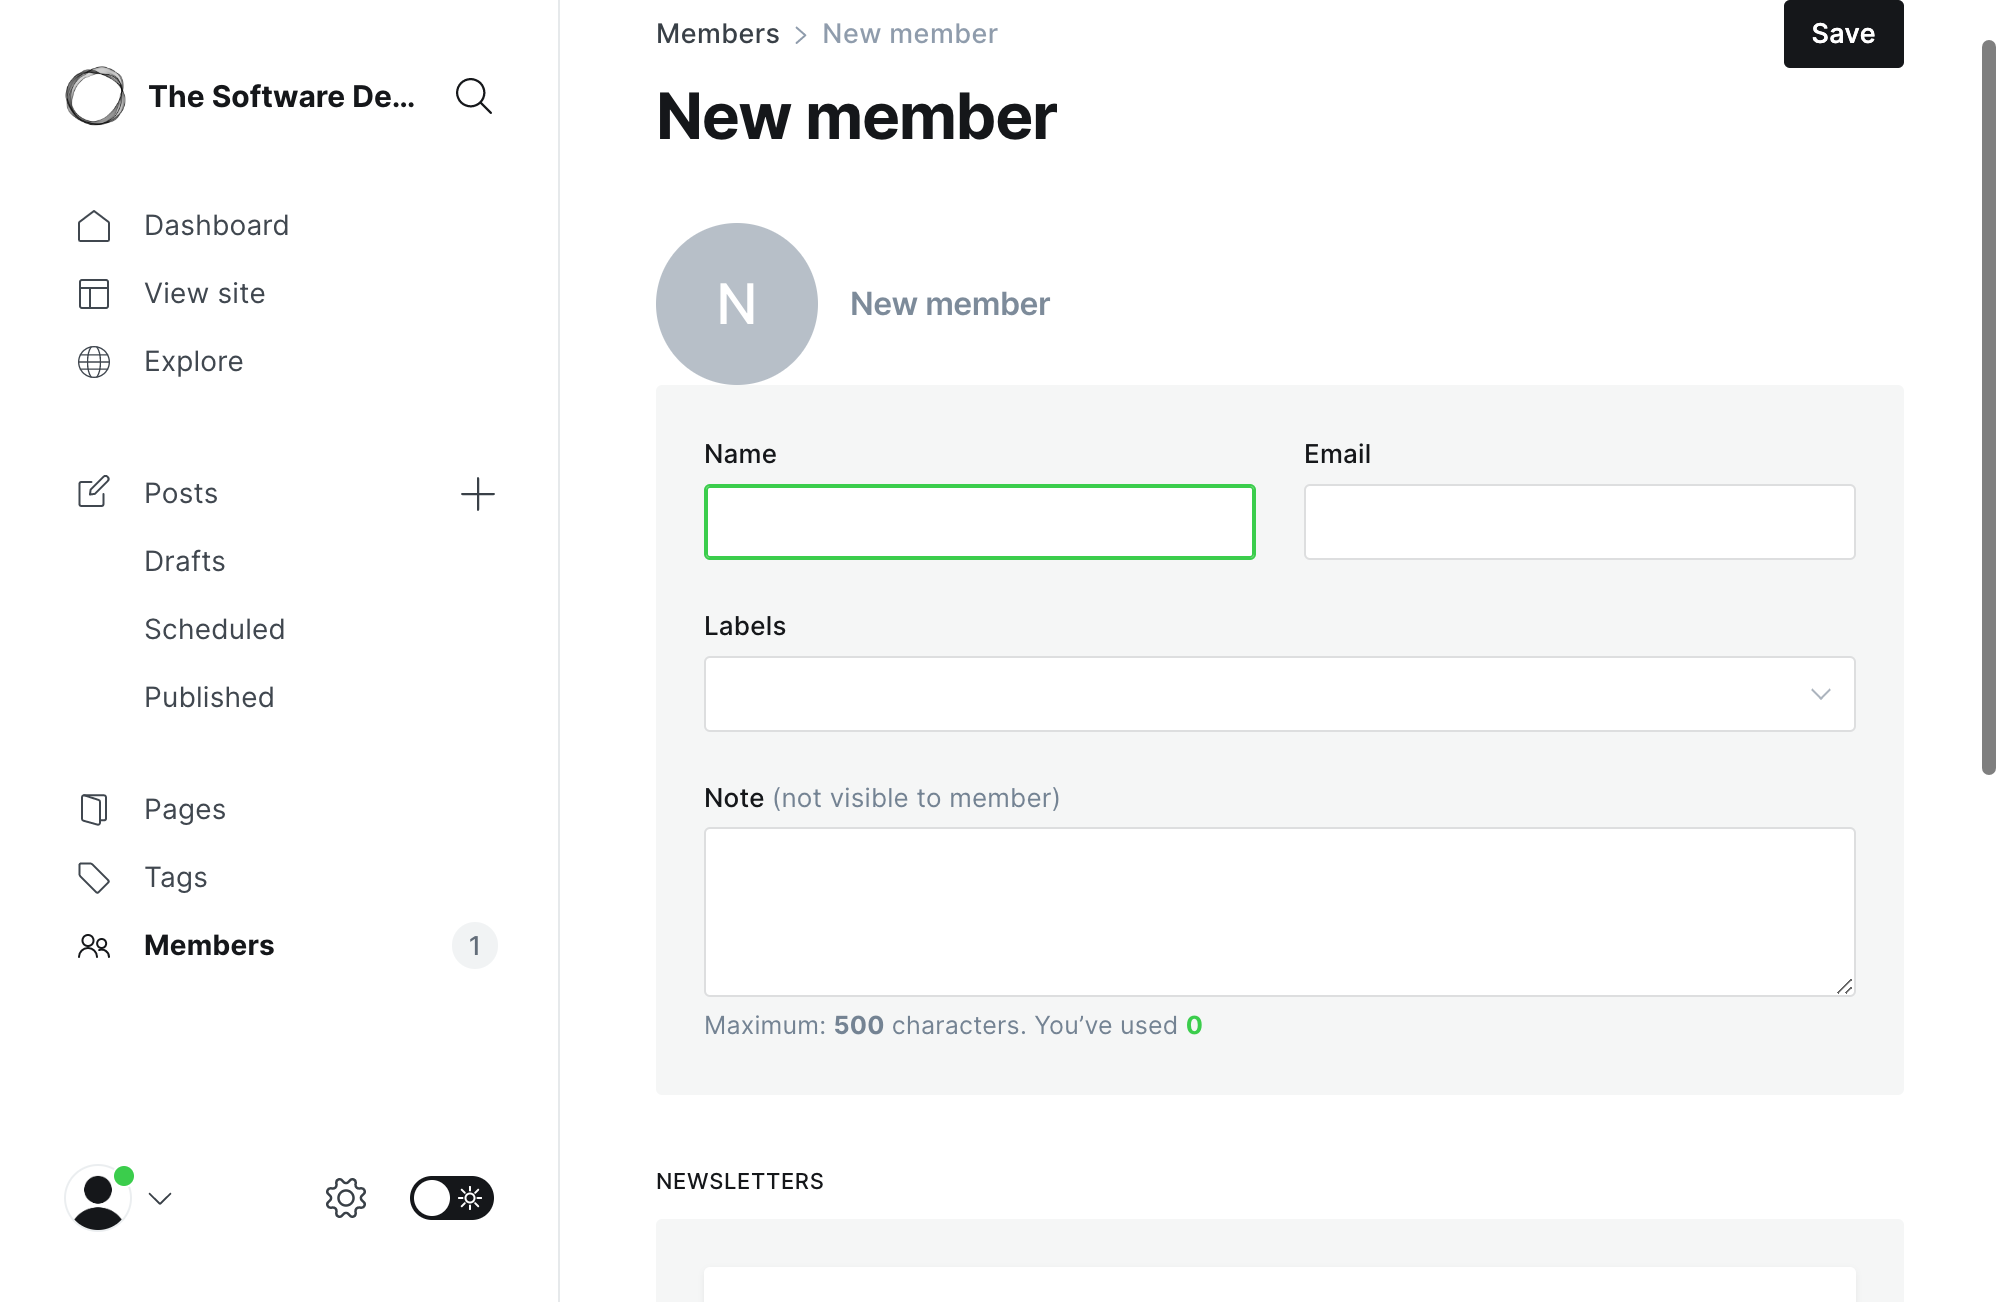 The Software De...
Dashboard
View site
Explore
Posts
Drafts
Scheduled
Published
Pages
Tags
Members
1
Members > New member
Save
New member
N
New member
Name
Email
Labels
Note (not visible to member)
Maximum: 500 characters. You’ve used 0
NEWSLETTERS